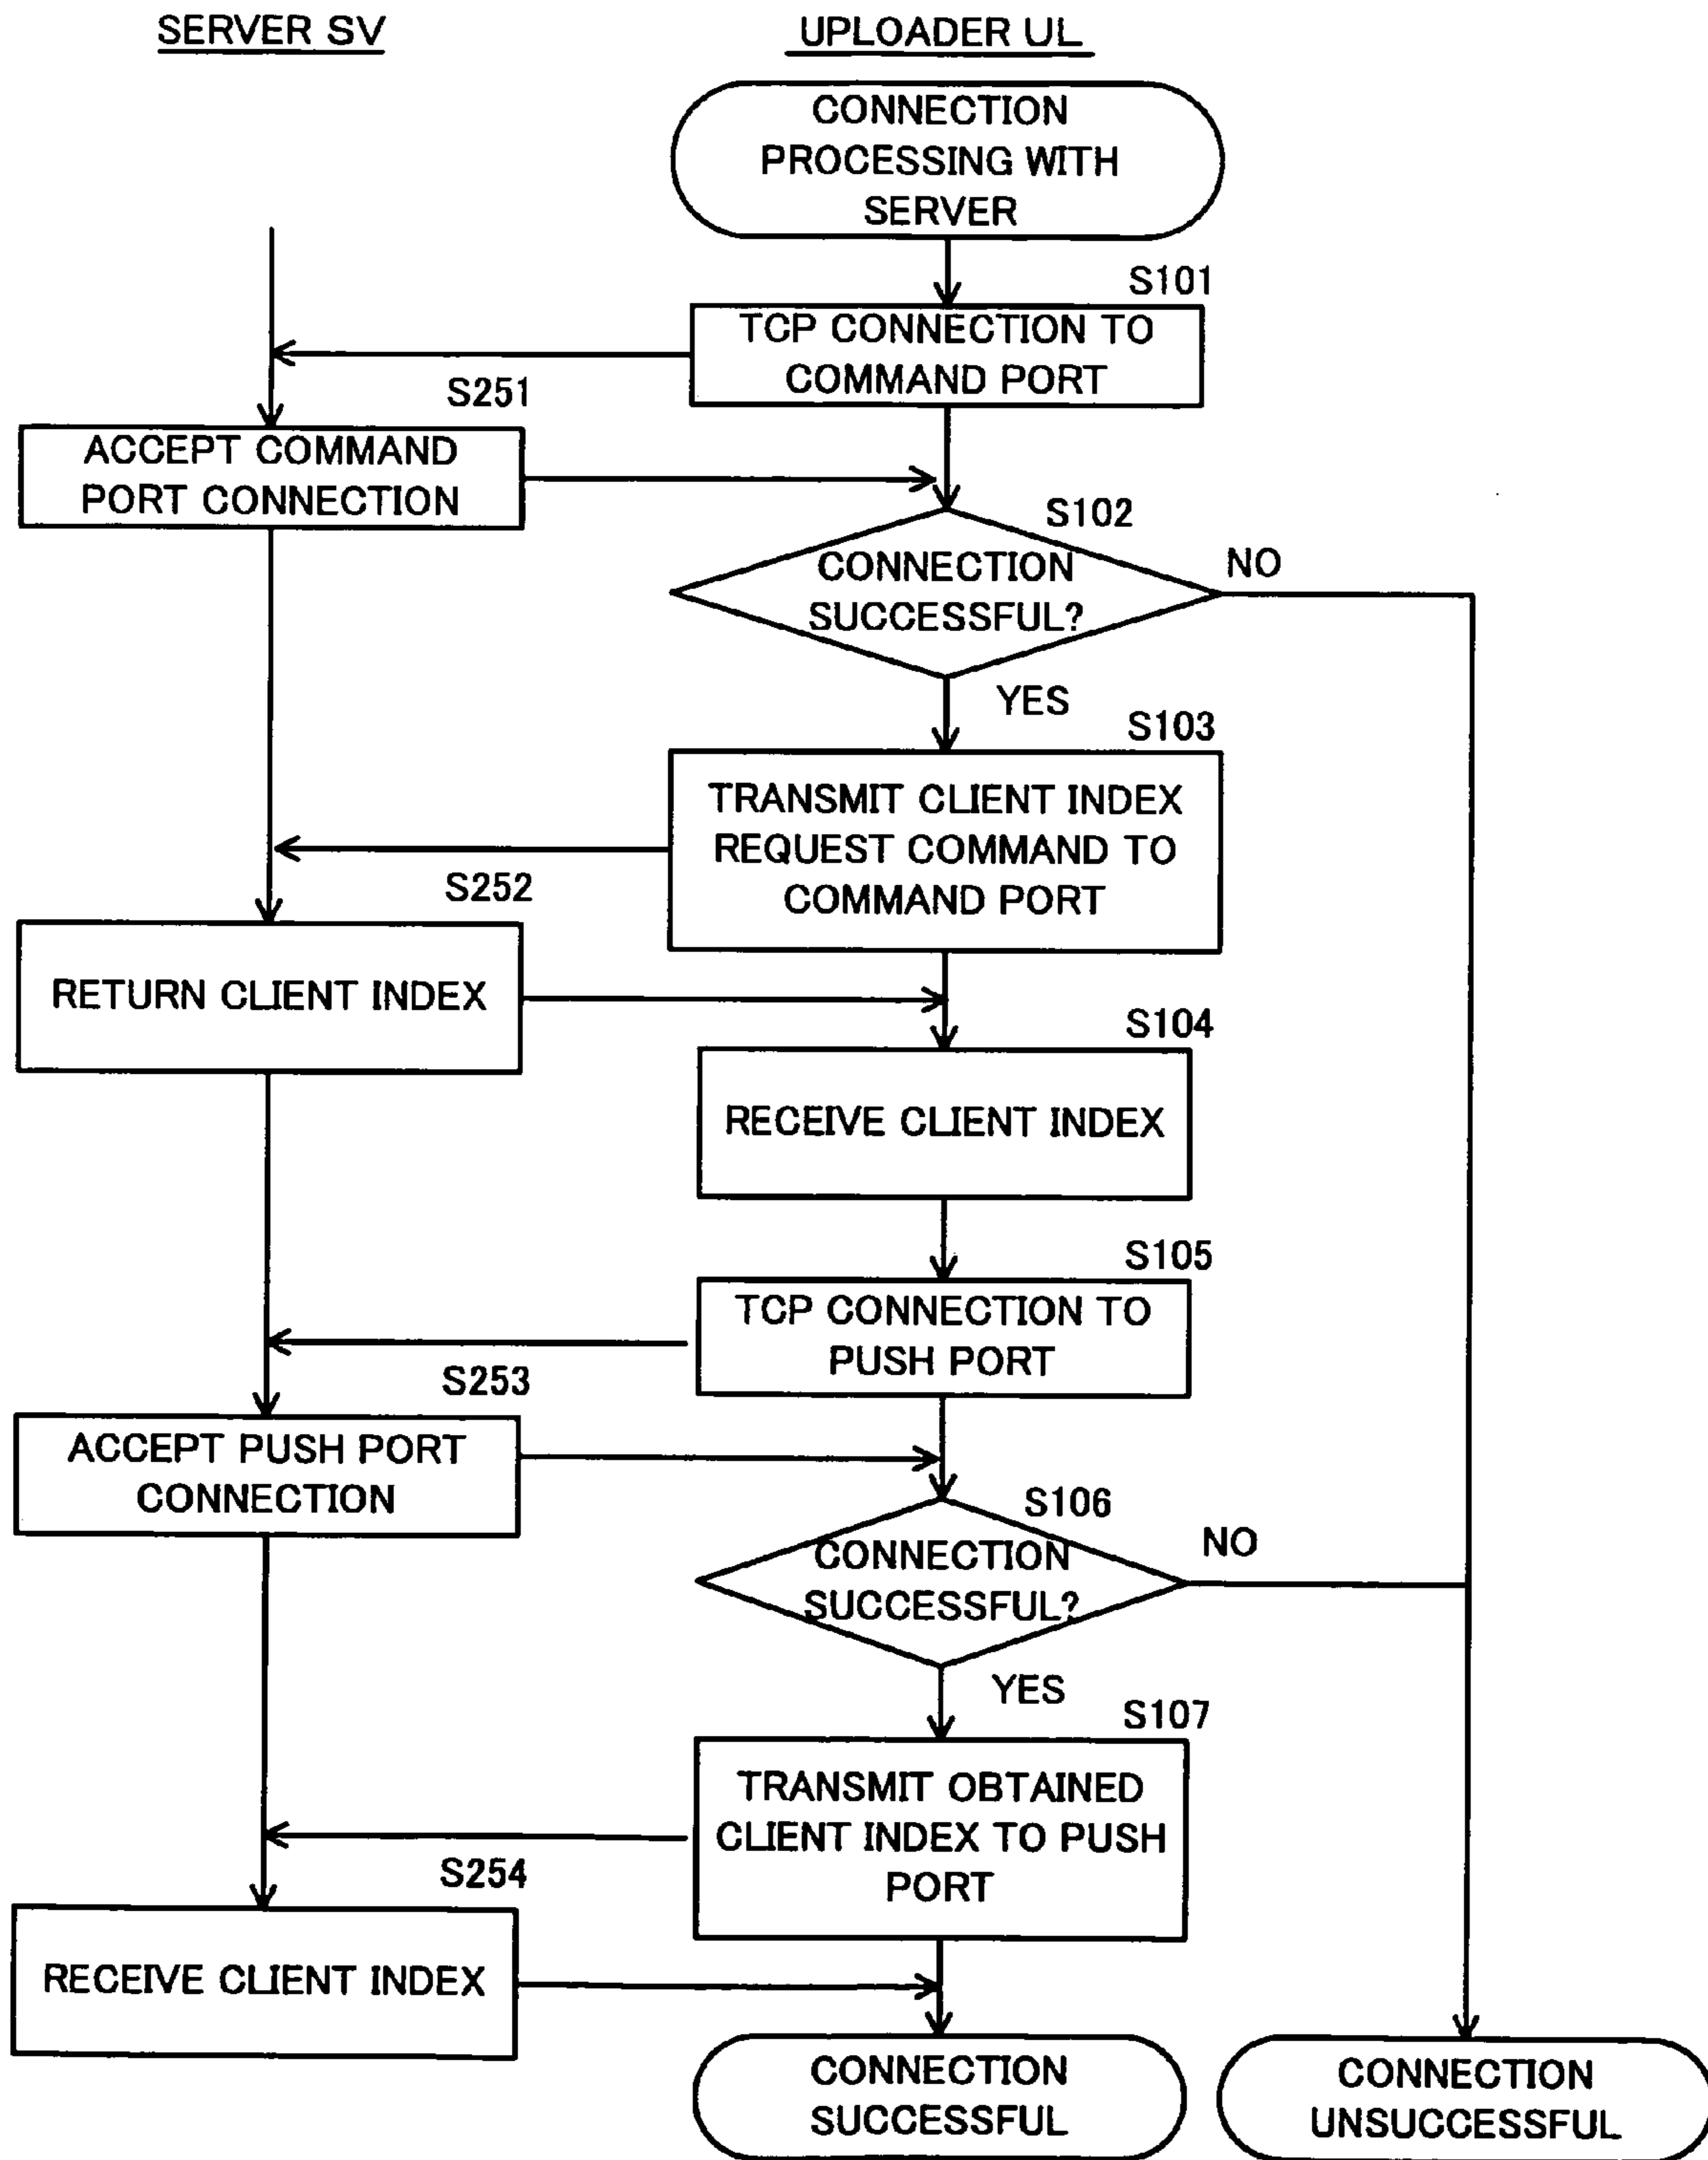 SERVER SV
UPLOADER UL
CONNECTION
PROCESSING WITH
SERVER
S101
TCP CONNECTION TO
COMMAND PORT
S251
ACCEPT COMMAND
PORT CONNECTION
S102
CONNECTION
SUCCESSFUL?
NO
YES
S103
TRANSMIT CLIENT INDEX
REQUEST COMMAND TO
COMMAND PORT
S252
RETURN CLIENT INDEX
S104
RECEIVE CLIENT INDEX
S105
TCP CONNECTION TO
PUSH PORT
S253
ACCEPT PUSH PORT
CONNECTION
S106
CONNECTION
SUCCESSFUL?
NO
YES
S107
TRANSMIT OBTAINED
CLIENT INDEX TO PUSH
PORT
S254
RECEIVE CLIENT INDEX
CONNECTION
SUCCESSFUL
CONNECTION
UNSUCCESSFUL